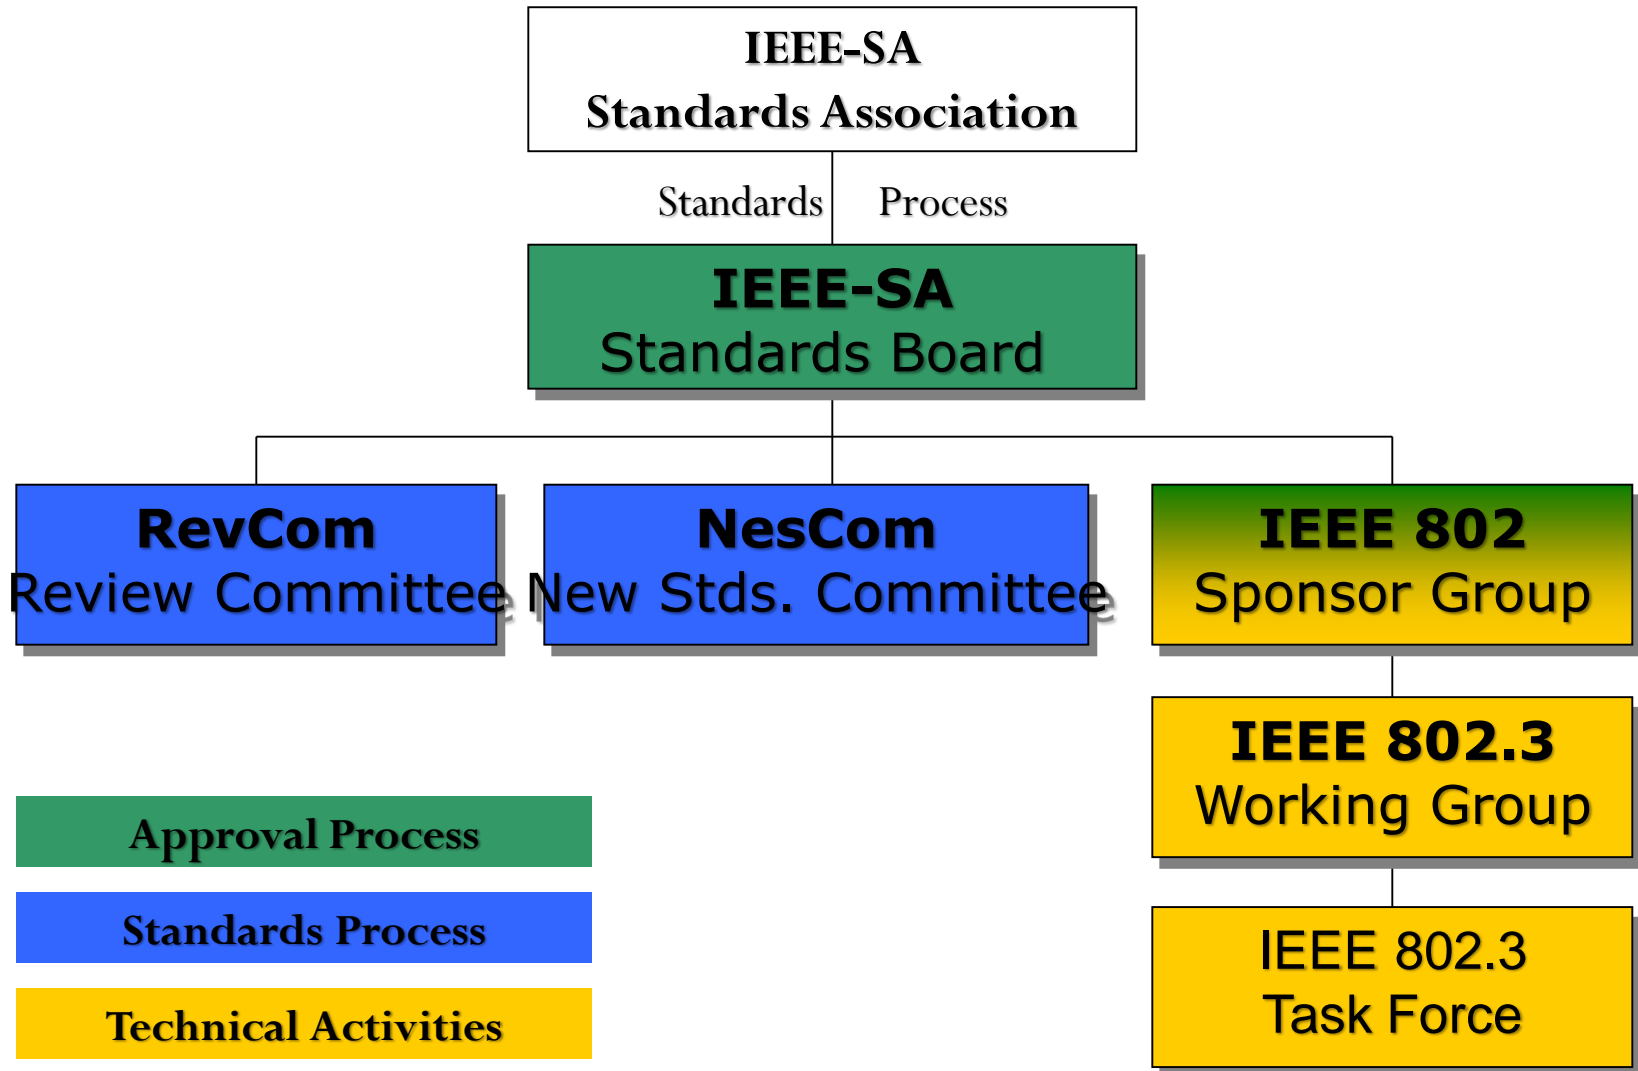 IEEE-SA
Standards Association
Standards Process
IEEE-SA
Standards Board
RevCom
Review Committee
NesCom
New Stds. Committee
IEEE 802
Sponsor Group
IEEE 802.3
Working Group
IEEE 802.3
Task Force
Approval Process
Standards Process
Technical Activities